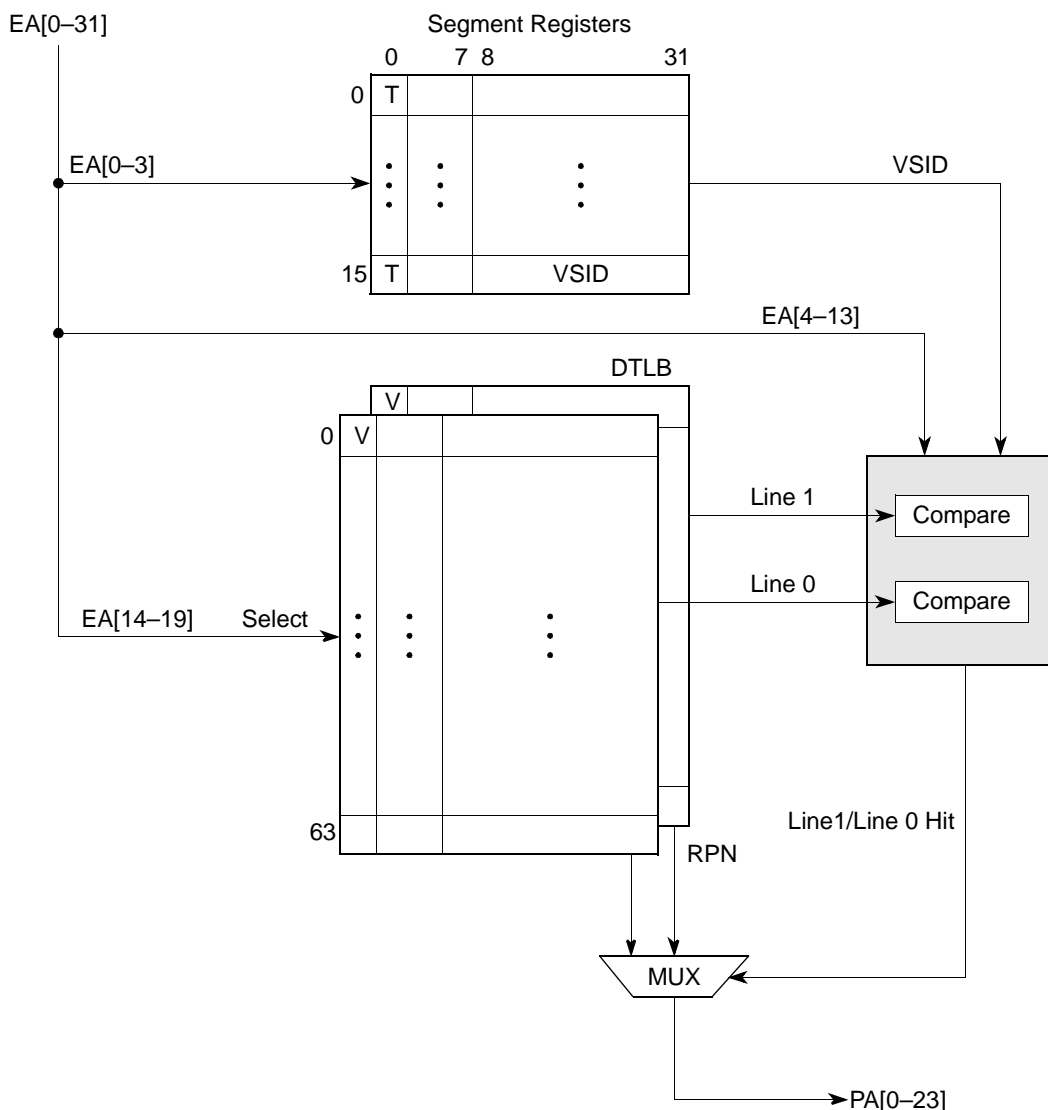 EA[0–31]
Segment Registers
0 7 8 31
0 T
EA[0–3]
VSID
15 T VSID
EA[4–13]
DTLB
V
0 V
Line 1
Compare
Line 0
Compare
EA[14–19] Select
63
Line1/Line 0 Hit
RPN
MUX
PA[0–23]